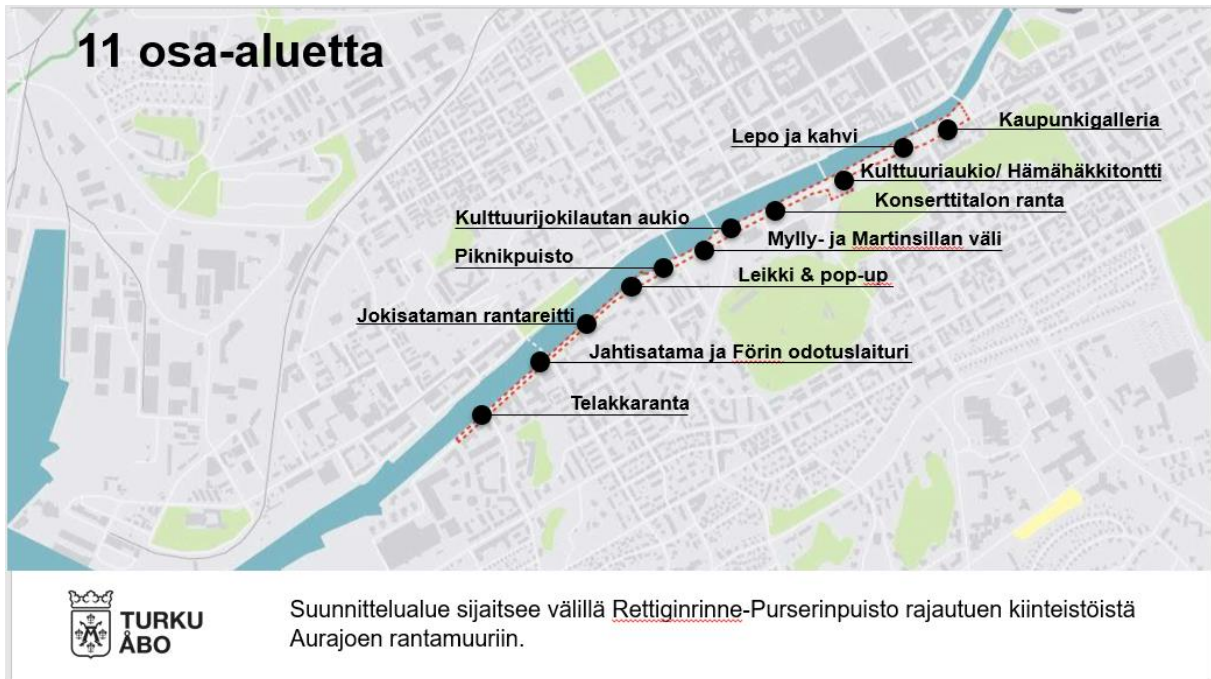 11 osa-aluetta
Kaupunkigalleria
Lepo ja kahvi
Kulttuuriaukio/ Hämähäkkitontti
Konserttitalon ranta
Kulttuurijokilautan aukio
Mylly- ja Martinsillan väli
Piknikpuisto
Leikki & pop-up
Jokisataman rantareitti
Jahtisatama ja Förin odotuslaituri
Telakkaranta
TURKU
ÅBO
Suunnittelualue sijaitsee välillä Rettiginrinne-Purserinpuisto rajautuen kiinteistöistä
Aurajoen rantamuuriin.